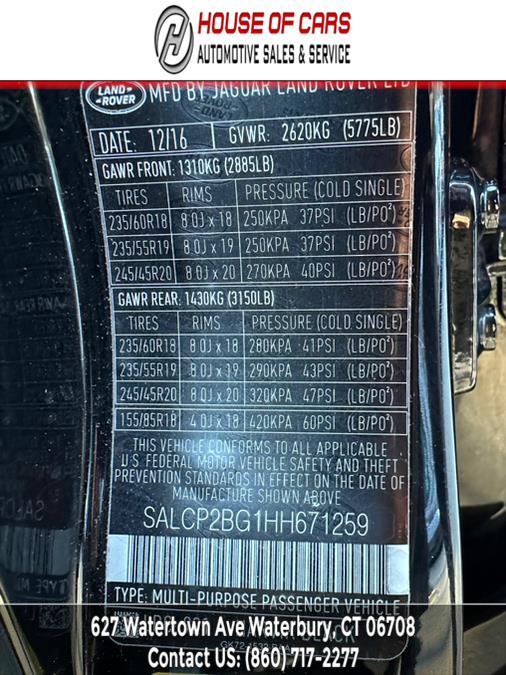 HOUSE OF CARS
AUTOMOTIVE SALES & SERVICE
LAND ROVER MFD BY JAGUAR LAND ROVER LTD
DATE: 12/16 GVWR: 2620KG (5775LB)
GAWR FRONT: 1310KG (2885LB)
TIRES RIMS PRESSURE (COLD SINGLE)
235/60R18 8.0J x 18 250KPA 37PSI (LB/PO²)
235/55R19 8.0J x 19 250KPA 37PSI (LB/PO²)
245/45R20 8.0J x 20 270KPA 40PSI (LB/PO²)
GAWR REAR: 1430KG (3150LB)
TIRES RIMS PRESSURE (COLD SINGLE)
235/60R18 8.0J x 18 280KPA 41PSI (LB/PO²)
235/55R19 8.0J x 19 290KPA 43PSI (LB/PO²)
245/45R20 8.0J x 20 320KPA 47PSI (LB/PO²)
155/85R18 4.0J x 18 420KPA 60PSI (LB/PO²)
THIS VEHICLE CONFORMS TO ALL APPLICABLE
U.S. FEDERAL MOTOR VEHICLE SAFETY AND THEFT
PREVENTION STANDARDS IN EFFECT ON THE DATE OF
MANUFACTURE SHOWN ABOVE.
SALCP2BG1HH671259
TYPE: MULTI-PURPOSE PASSENGER VEHICLE
627 Watertown Ave Waterbury, CT 06708
Contact US: (860) 717-2277